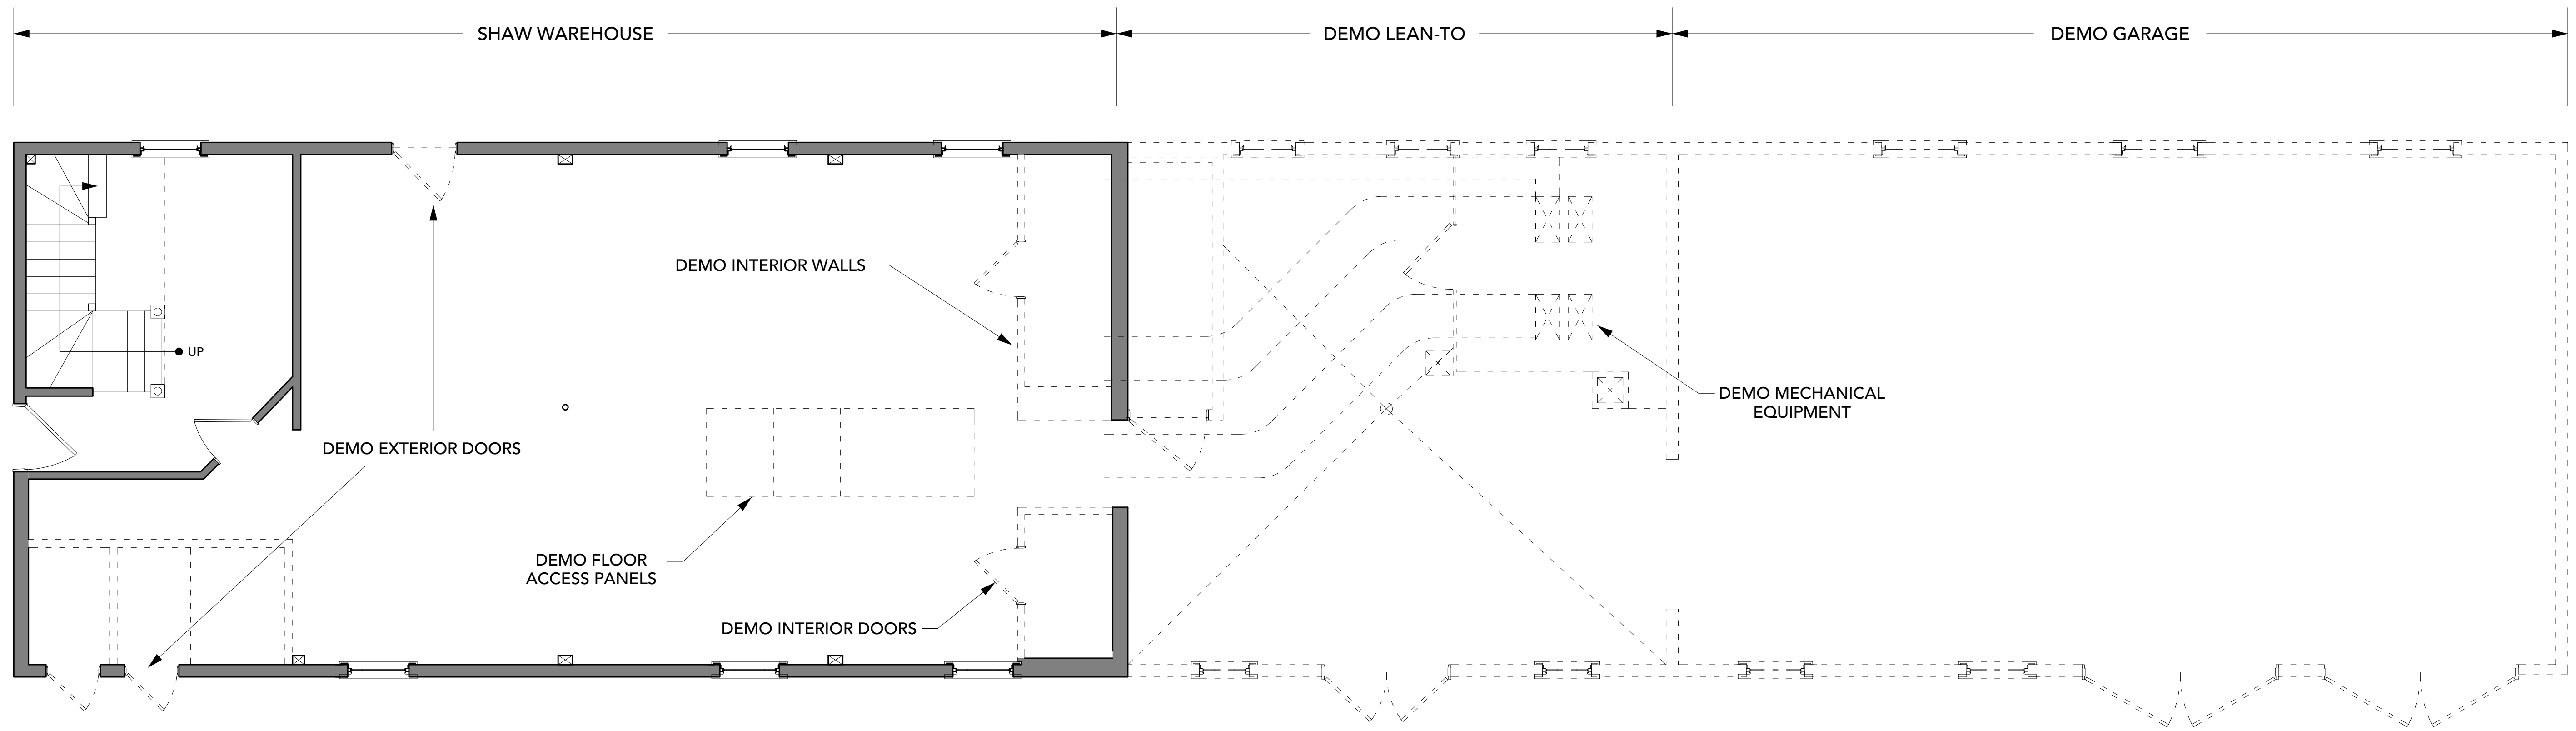 SHAW WAREHOUSE
DEMO LEAN-TO
DEMO GARAGE
DEMO INTERIOR WALLS
UP
DEMO MECHANICAL
EQUIPMENT
DEMO EXTERIOR DOORS
DEMO FLOOR
ACCESS PANELS
DEMO INTERIOR DOORS